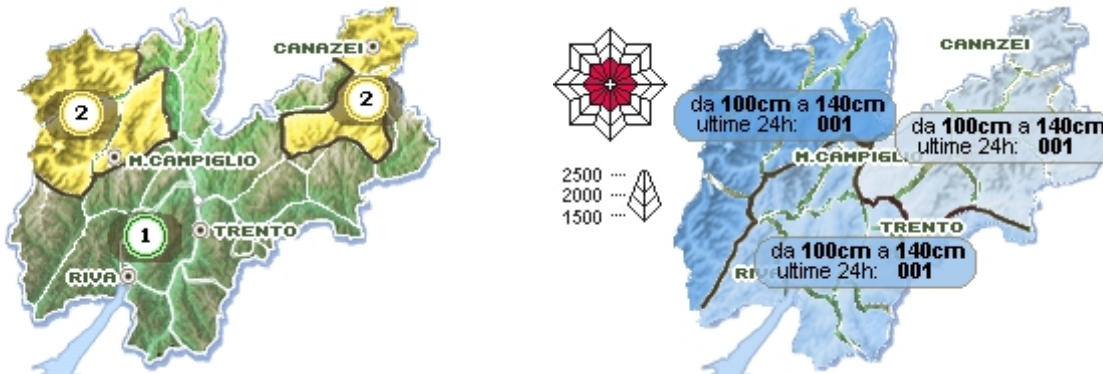 CANAZEI
2
2
M.CAMPIGLIO
1
TRENTO
RIVA
CANAZEI
da 100cm a 140cm
ultime 24h: 001
da 100cm a 140cm
ultime 24h: 001
M.CAMPIGLIO
2500
2000
1500
TRENTO
da 100cm a 140cm
ultime 24h: 001